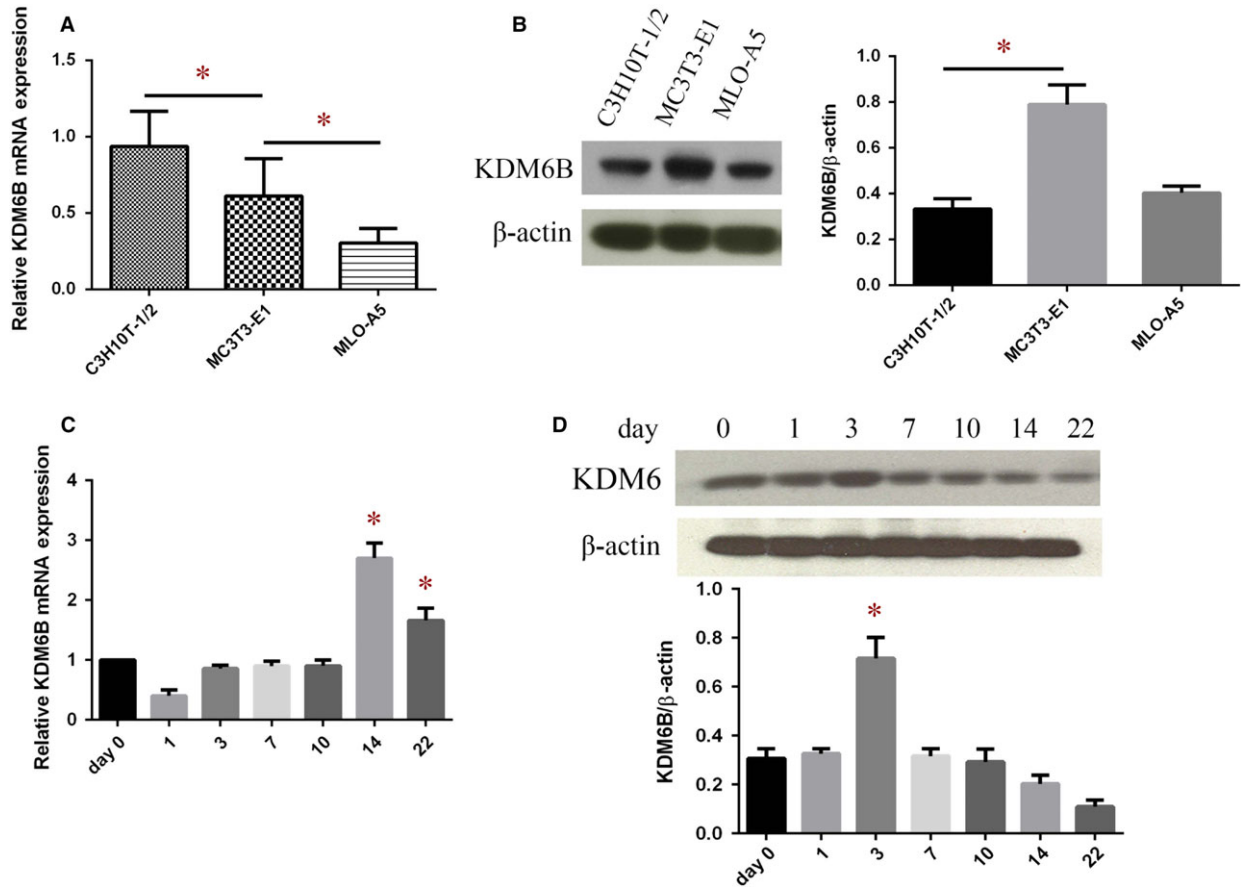 A
Relative KDM6B mRNA expression
1.5
*
*
1.0
0.5
0.0
C3H10T-1/2
MC3T3-E1
MLO-A5
B
C3H10T-1/2
MC3T3-E1
MLO-A5
KDM6B
β-actin
KDM6B/β-actin
1.0
*
0.8
0.6
0.4
0.2
0.0
C3H10T-1/2
MC3T3-E1
MLO-A5
C
Relative KDM6B mRNA expression
4
*
3
*
2
1
0
day 0
1
3
7
10
14
22
D
day 0 1 3 7 10 14 22
KDM6
β-actin
KDM6B/β-actin
1.0
*
0.8
0.6
0.4
0.2
0.0
day 0
1
3
7
10
14
22